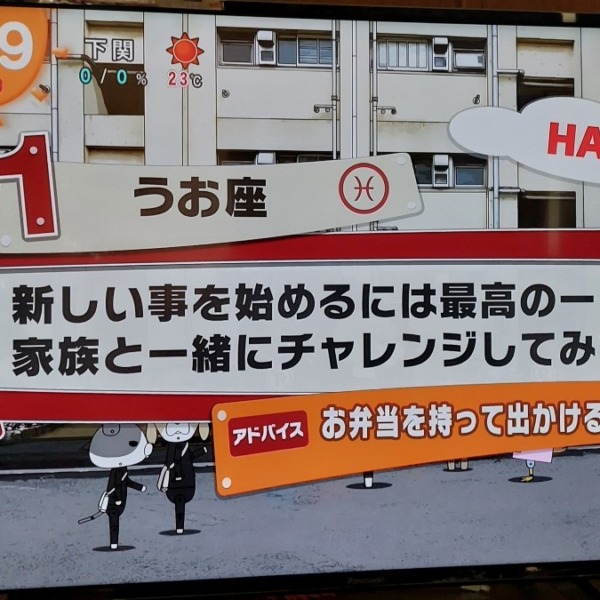 9
下関
0/0%
23℃
HA
1
うお座
新しい事を始めるには最高の一
家族と一緒にチャレンジしてみ
アドバイス
お弁当を持って出かける